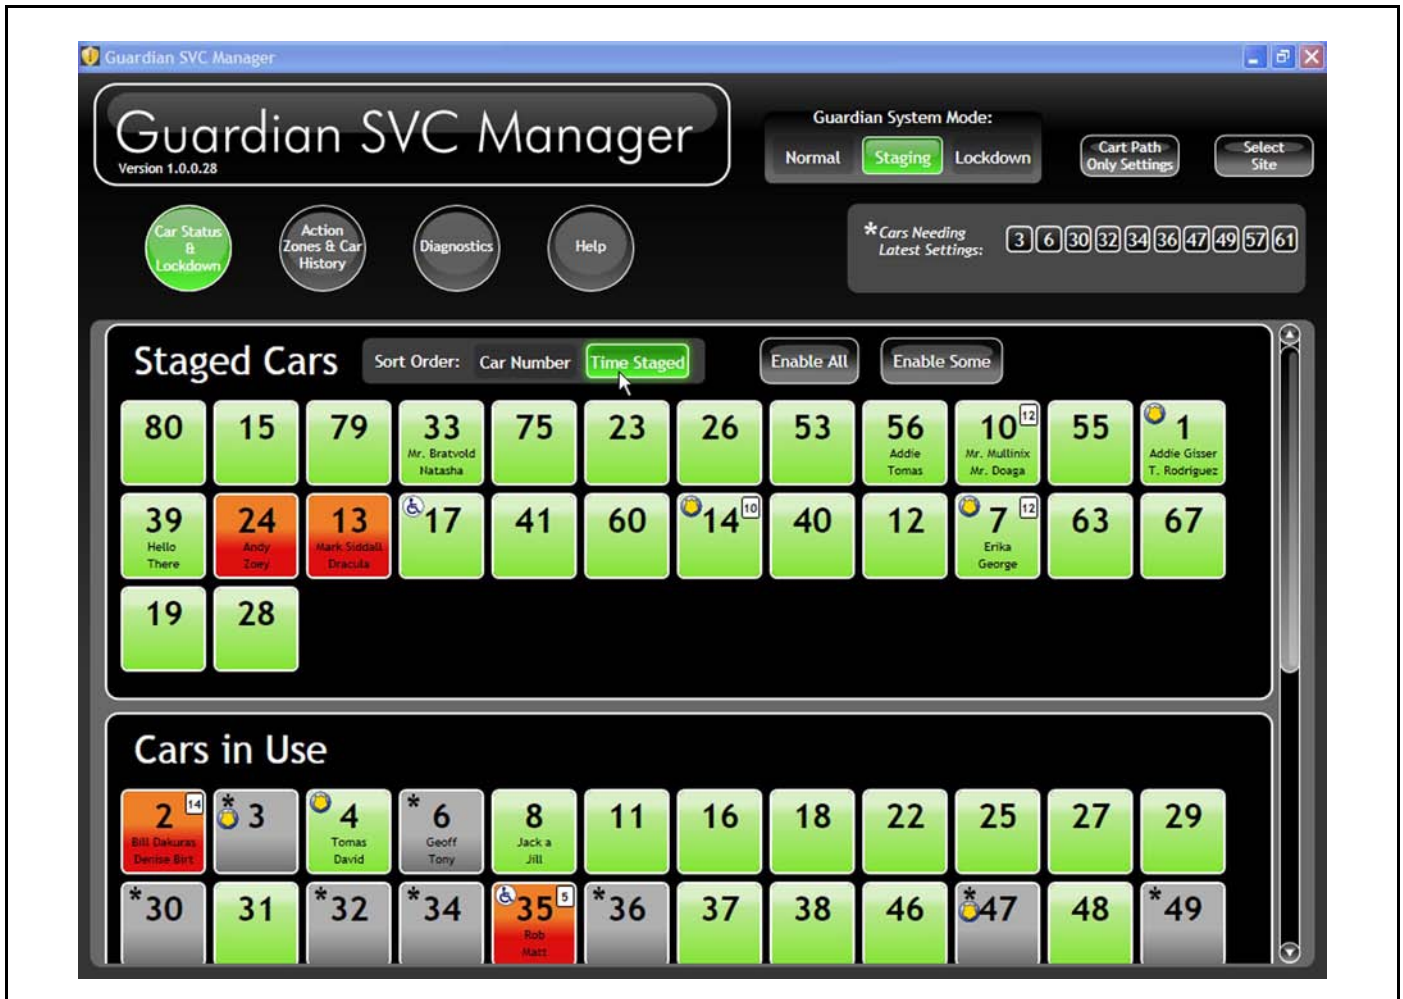 Guardian SVC Manager
Guardian SVC Manager
Version 1.0.0.28
Guardian System Mode:
Normal Staging Lockdown
Cart Path
Only Settings
Select
Site
Car Status
&
Lockdown
Action
Zones & Car
History
Diagnostics
Help
*Cars Needing
Latest Settings:
3 6 30 32 34 36 47 49 57 61
Staged Cars
Sort Order: Car Number Time Staged
Enable All Enable Some
80 15 79 33 75 23 26 53 56 10 12 55 1
Mr. Bratvold Addie Mr. Mullinix Addie Gisser
Natasha Tomas Mr. Doaga T. Rodriguez
39 24 13 17 41 60 14 10 40 12 7 12 63 67
Hello Andy Mark Siddall Erika
There Zoey Dracula George
19 28
Cars in Use
2 14 *3 4 *6 8 11 16 18 22 25 27 29
Bill Dakuras Tomas Geoff Jack a
Denise Birt David Tony Jill
*30 31 *32 *34 35 5 *36 37 38 46 *47 48 *49
Rob
Matt